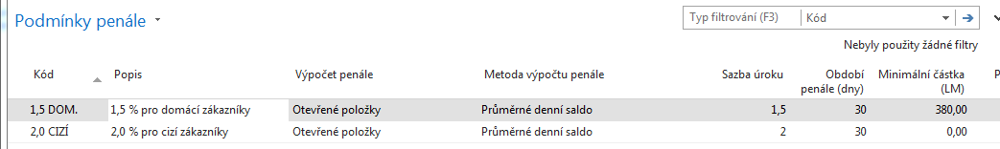 Podmínky penále
Typ filtrování (F3) Kód
Nebyly použity žádné filtry
Kód Popis Výpočet penále Metoda výpočtu penále Sazba úroku Období penále (dny) Minimální částka (LM) P
1,5 DOM. 1,5 % pro domácí zákazníky Otevřené položky Průměrné denní saldo 1,5 30 380,00
2,0 CIZÍ 2,0 % pro cizí zákazníky Otevřené položky Průměrné denní saldo 2 30 0,00